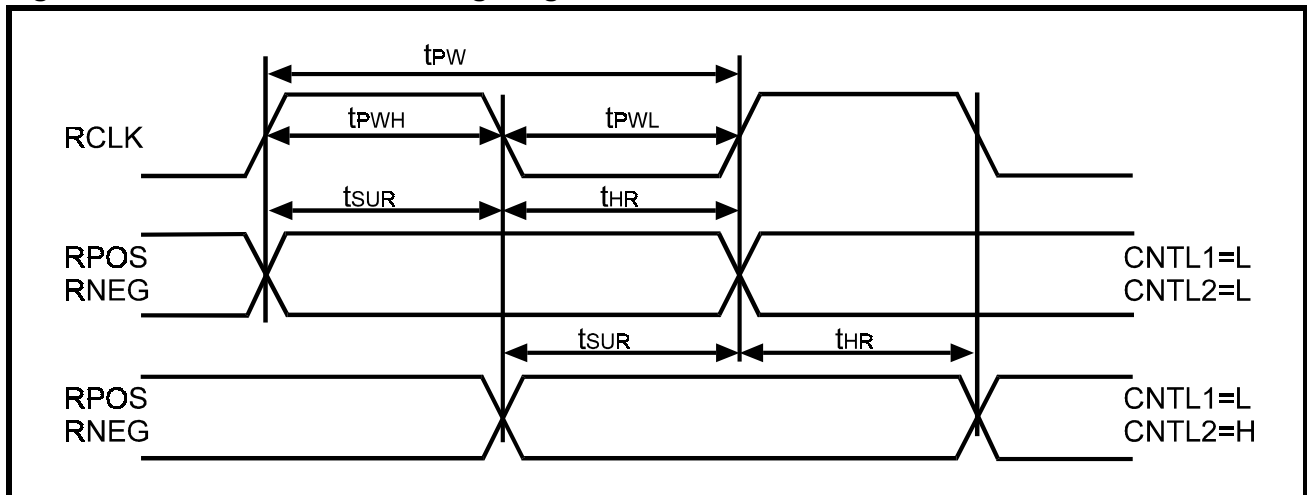 tPW
RCLK
tPWH
tPWL
tSUR
tHR
RPOS
RNEG
CNTL1=L
CNTL2=L
tSUR
tHR
RPOS
RNEG
CNTL1=L
CNTL2=H